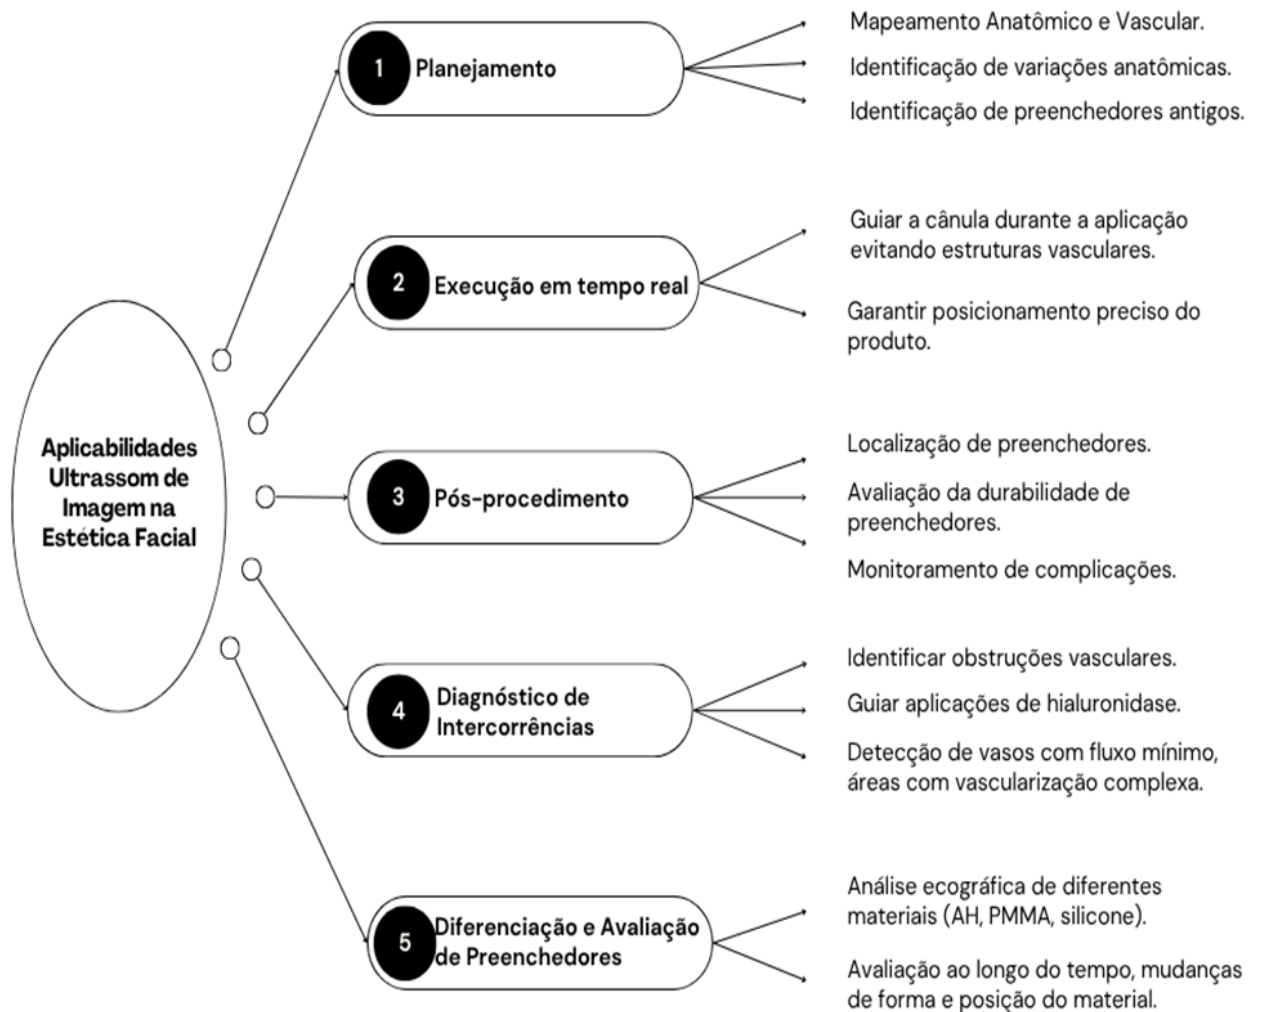 Aplicabilidades
Ultrassom de
Imagem na
Estética Facial
1 Planejamento
Mapeamento Anatômico e Vascular.
Identificação de variações anatômicas.
Identificação de preenchedores antigos.
2 Execução em tempo real
Guiar a cânula durante a aplicação
evitando estruturas vasculares.
Garantir posicionamento preciso do
produto.
3 Pós-procedimento
Localização de preenchedores.
Avaliação da durabilidade de
preenchedores.
Monitoramento de complicações.
4 Diagnóstico de
Intercorrências
Identificar obstruções vasculares.
Guiar aplicações de hialuronidase.
Detecção de vasos com fluxo mínimo,
áreas com vascularização complexa.
5 Diferenciação e Avaliação
de Preenchedores
Análise ecográfica de diferentes
materiais (AH, PMMA, silicone).
Avaliação ao longo do tempo, mudanças
de forma e posição do material.